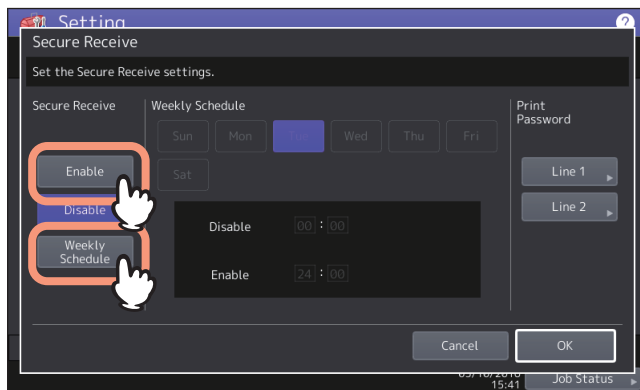 Setting
?
Secure Receive
Set the Secure Receive settings.
Secure Receive
Weekly Schedule
Print
Password
Sun
Mon
Tue
Wed
Thu
Fri
Sat
Enable
Disable
Weekly
Schedule
Disable
00 : 00
Enable
24 : 00
Line 1
Line 2
Cancel
OK
15:41
Job Status